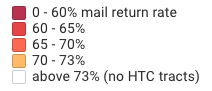 0 - 60% mail return rate
60 - 65%
65 - 70%
70 - 73%
above 73% (no HTC tracts)